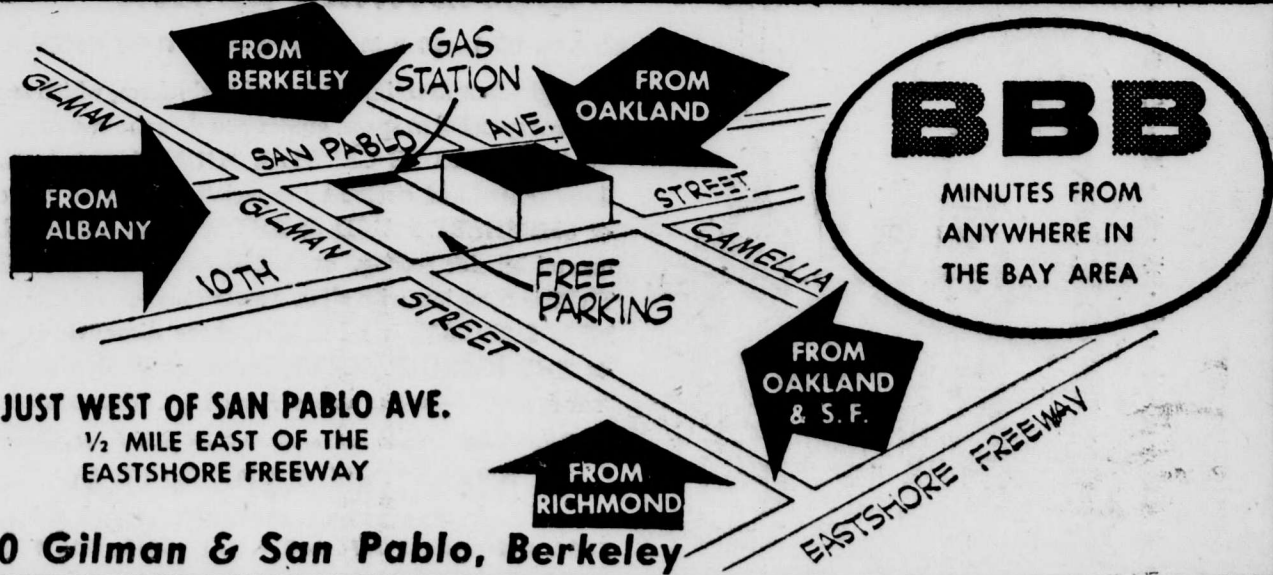 FROM
BERKELEY
GAS
STATION
FROM
OAKLAND
GILMAN
SAN PABLO AVE.
BBB
MINUTES FROM
ANYWHERE IN
THE BAY AREA
FROM
ALBANY
GILMAN
STREET
10TH
STREET
CAMELLIA
FREE
PARKING
FROM
OAKLAND
& S.F.
JUST WEST OF SAN PABLO AVE.
½ MILE EAST OF THE
EASTSHORE FREEWAY
FROM
RICHMOND
EASTSHORE FREEWAY
0 Gilman & San Pablo, Berkeley